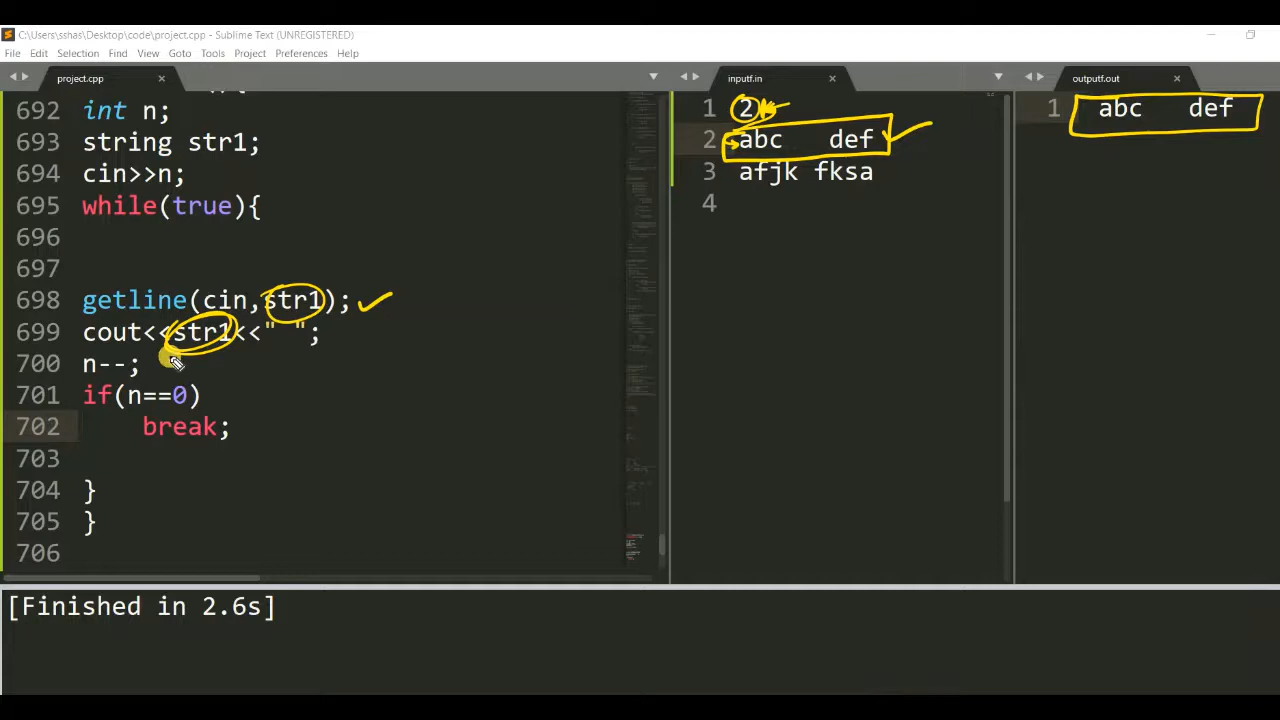 C:\Users\sshas\Desktop\code\project.cpp - Sublime Text (UNREGISTERED)
File Edit Selection Find View Goto Tools Project Preferences Help
project.cpp
692 int n;
693 string str1;
694 cin>>n;
695 while(true){
696
697
698 getline(cin,str1);
699 cout<<str1<<" ";
700 n--;
701 if(n==0)
702 break;
703
704 }
705 }
706
inputf.in
1 2
2 abc def
3 afjk fksa
4
outputf.out
1 abc def
[Finished in 2.6s]